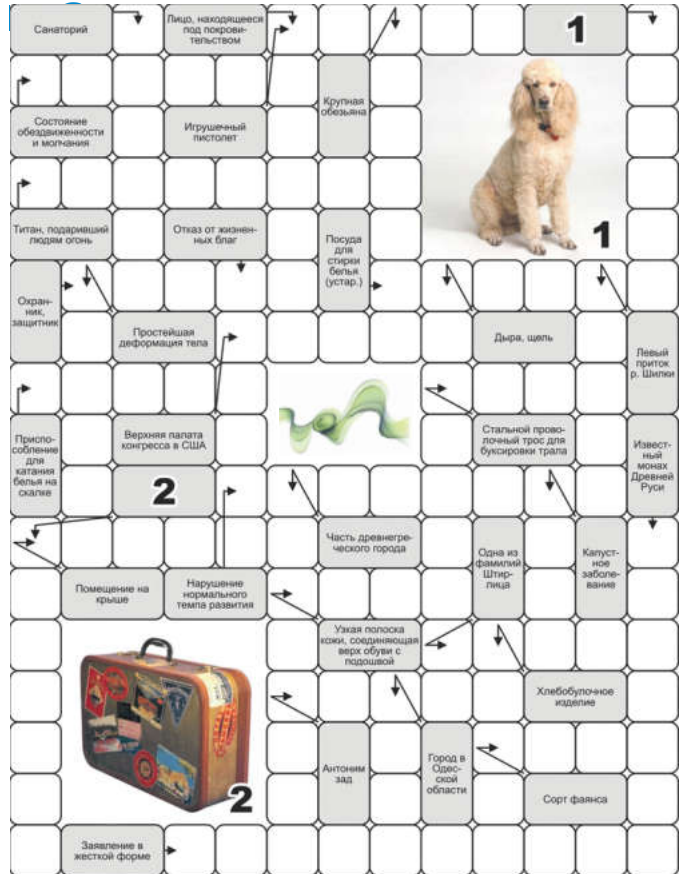 Санаторий
Лицо, находящееся
под покрови-
тельством
1
Крупная
обезьяна
Состояние
обездвиженности
и молчания
Игрушечный
пистолет
1
Титан, подаривший
людям огонь
Отказ от жизнен-
ных благ
Посуда
для
стирки
белья
(устар.)
Охран-
ник,
защитник
Простейшая
деформация тела
Дыра, щель
Левый
приток
р. Шилки
Приспо-
собление
для
катания
белья на
скалке
Верхняя палата
конгресса в США
Стальной прово-
лочный трос для
буксировки трала
Извест-
ный
монах
Древней
Руси
2
Часть древнегре-
ческого города
Одна из
фамилий
Штир-
лица
Капуст-
ное
заболе-
вание
Помещение на
крыше
Нарушение
нормального
темпа развития
Узкая полоска
кожи, соединяющая
верх обуви с
подошвой
Хлебобулочное
изделие
Антоним
зад
Город в
Одес-
ской
области
2
Сорт фаянса
Заявление в
жесткой форме